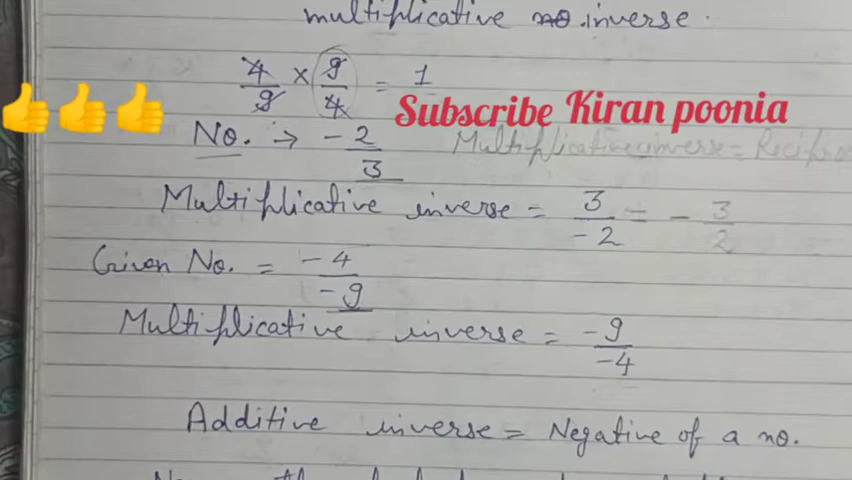 multiplicative no. inverse.
4/9 × 9/4 = 1
👍👍👍 Subscribe Kiran poonia
No. → -2/3
Multiplicative inverse = Recipro
Multiplicative inverse = 3/-2 = -3/2
Given No. = -4/-9
Multiplicative inverse = -9/-4
Additive inverse = Negative of a no.